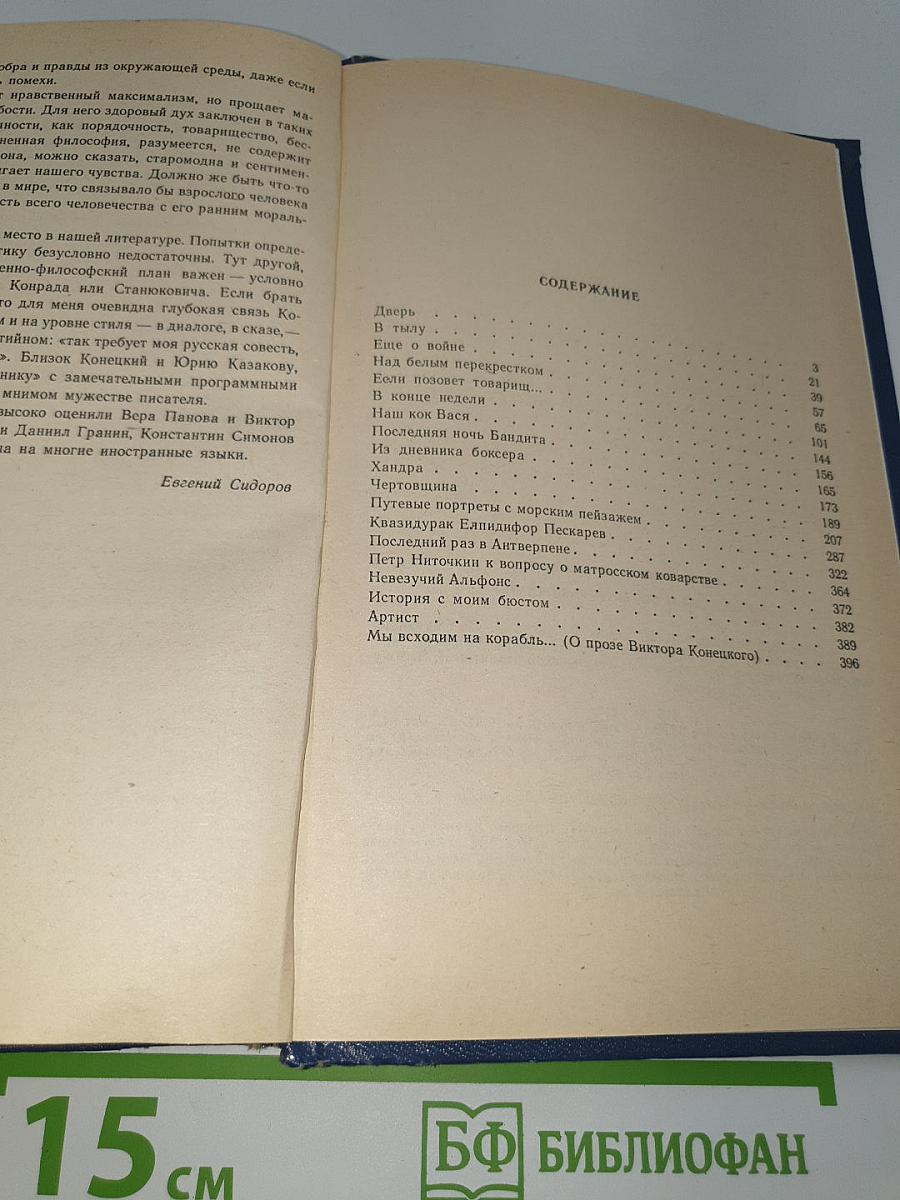 обра и правды из окружающей среды, даже если
помехи.
т нравственный максимализм, но прощает ма-
бости. Для него здоровый дух заключен в таких
нности, как порядочность, товарищество, бес-
ненная философия, разумеется, не содержит
она, можно сказать, старомодна и сентимен-
гает нашего чувства. Должно же быть что-то
в мире, что связывало бы взрослого человека
сть всего человечества с его ранним мораль-
место в нашей литературе. Попытки опреде-
тику безусловно недостаточны. Тут другой,
енно-философский план важен — условно
Конрада или Станюковича. Если брать
го для меня очевидна глубокая связь Ко-
м и на уровне стиля — в диалоге, в сказе,—
тийном: «так требует моя русская совесть,
». Близок Конецкий и Юрию Казакову,
нику» с замечательными программными
мнимом мужестве писателя.
высоко оценили Вера Панова и Виктор
и Даниил Гранин, Константин Симонов
на на многие иностранные языки.
Евгений Сидоров
СОДЕРЖАНИЕ
Дверь . . . . . . . . . . 3
В тылу . . . . . . . . . . 21
Еще о войне . . . . . . . . . . 39
Над белым перекрестком . . . . . . . . 57
Если позовет товарищ... . . . . . . . . 65
В конце недели . . . . . . . . . 101
Наш кок Вася . . . . . . . . . . 144
Последняя ночь Бандита . . . . . . . . 156
Из дневника боксера . . . . . . . . 165
Хандра . . . . . . . . . . 173
Чертовщина . . . . . . . . . . 189
Путевые портреты с морским пейзажем . . . . . . 207
Квазидурак Елпидифор Пескарев . . . . . . 287
Последний раз в Антверпене . . . . . . . 322
Петр Ниточкин к вопросу о матросском коварстве . . . . 364
Невезучий Альфонс . . . . . . . . 372
История с моим бюстом . . . . . . . . 382
Артист . . . . . . . . . . 389
Мы всходим на корабль... (О прозе Виктора Конецкого) . . . . 396
15 см
БФ БИБЛИОФАН